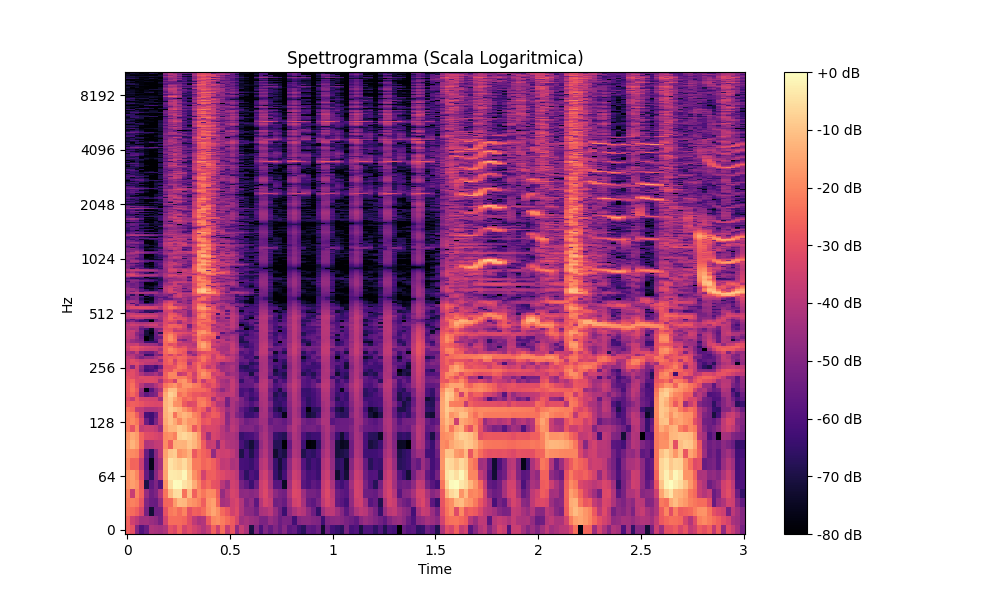 Spettrogramma (Scala Logaritmica)
Hz
8192
4096
2048
1024
512
256
128
64
0
0
0.5
1
1.5
2
2.5
3
Time
+0 dB
-10 dB
-20 dB
-30 dB
-40 dB
-50 dB
-60 dB
-70 dB
-80 dB